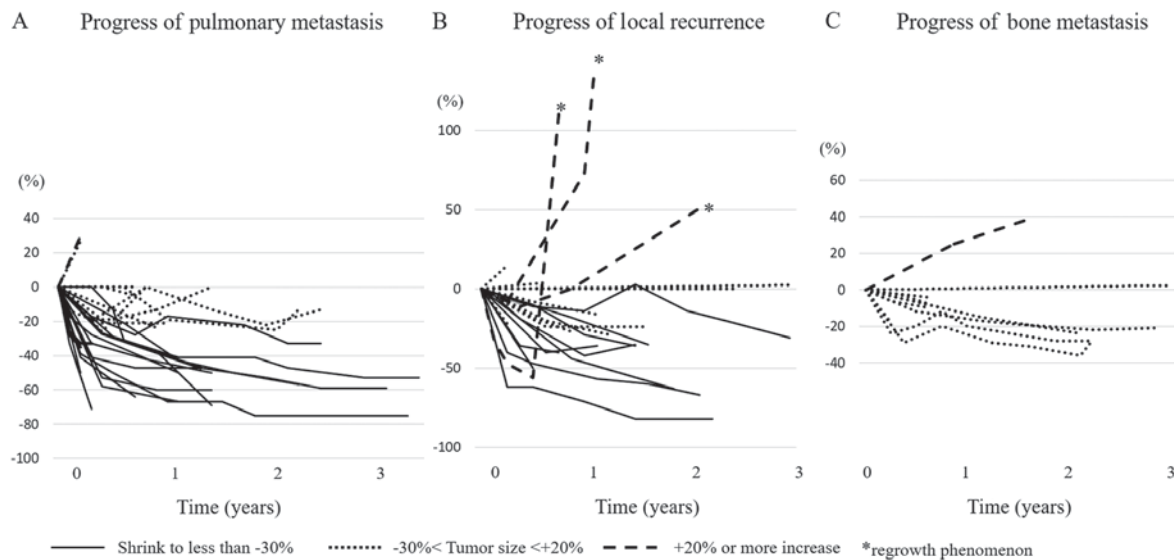 A Progress of pulmonary metastasis
(%)
40
20
0
-20
-40
-60
-80
-100
0 1 2 3
Time (years)
B Progress of local recurrence
(%)
100
50
0
-50
-100
*
*
*
0 1 2 3
Time (years)
C Progress of bone metastasis
(%)
60
40
20
0
-20
-40
0 1 2 3
Time (years)
Shrink to less than -30% -30%< Tumor size <+20% +20% or more increase *regrowth phenomenon